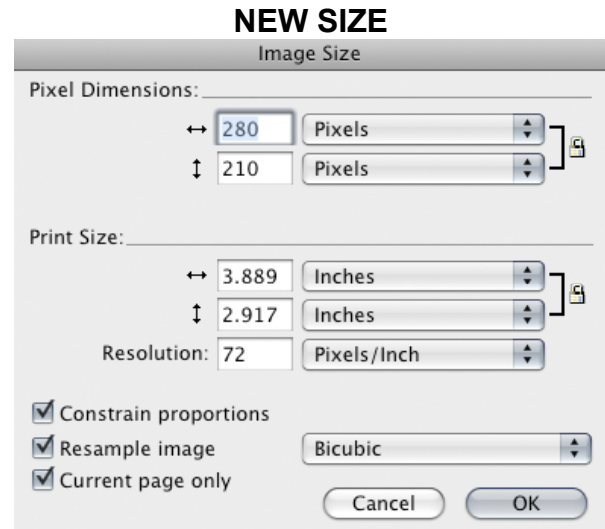 NEW SIZE
Image Size
Pixel Dimensions:
280 Pixels
210 Pixels
Print Size:
3.889 Inches
2.917 Inches
Resolution: 72 Pixels/Inch
Constrain proportions
Resample image Bicubic
Current page only
Cancel OK